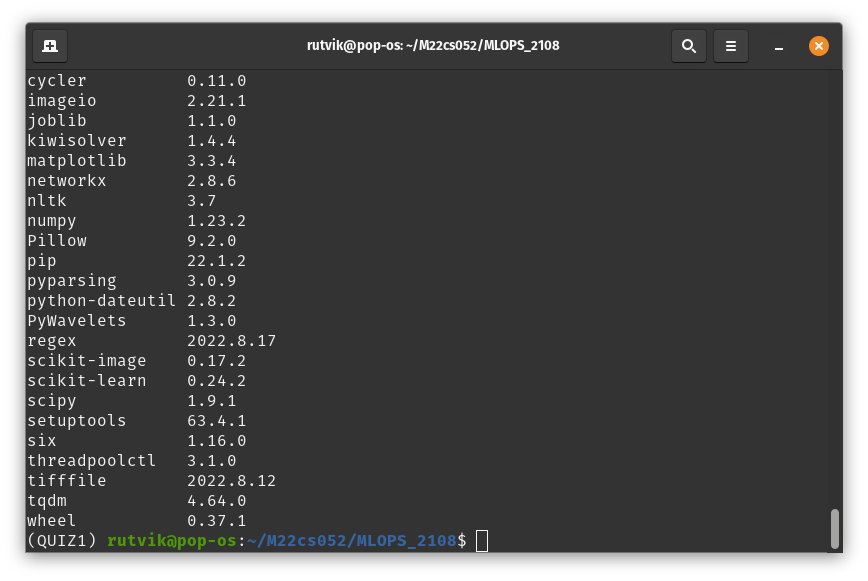 rutvik@pop-os: ~/M22cs052/MLOPS_2108
cycler 0.11.0
imageio 2.21.1
joblib 1.1.0
kiwisolver 1.4.4
matplotlib 3.3.4
networkx 2.8.6
nltk 3.7
numpy 1.23.2
Pillow 9.2.0
pip 22.1.2
pyparsing 3.0.9
python-dateutil 2.8.2
PyWavelets 1.3.0
regex 2022.8.17
scikit-image 0.17.2
scikit-learn 0.24.2
scipy 1.9.1
setuptools 63.4.1
six 1.16.0
threadpoolctl 3.1.0
tifffile 2022.8.12
tqdm 4.64.0
wheel 0.37.1
(QUIZ1) rutvik@pop-os:~/M22cs052/MLOPS_2108$